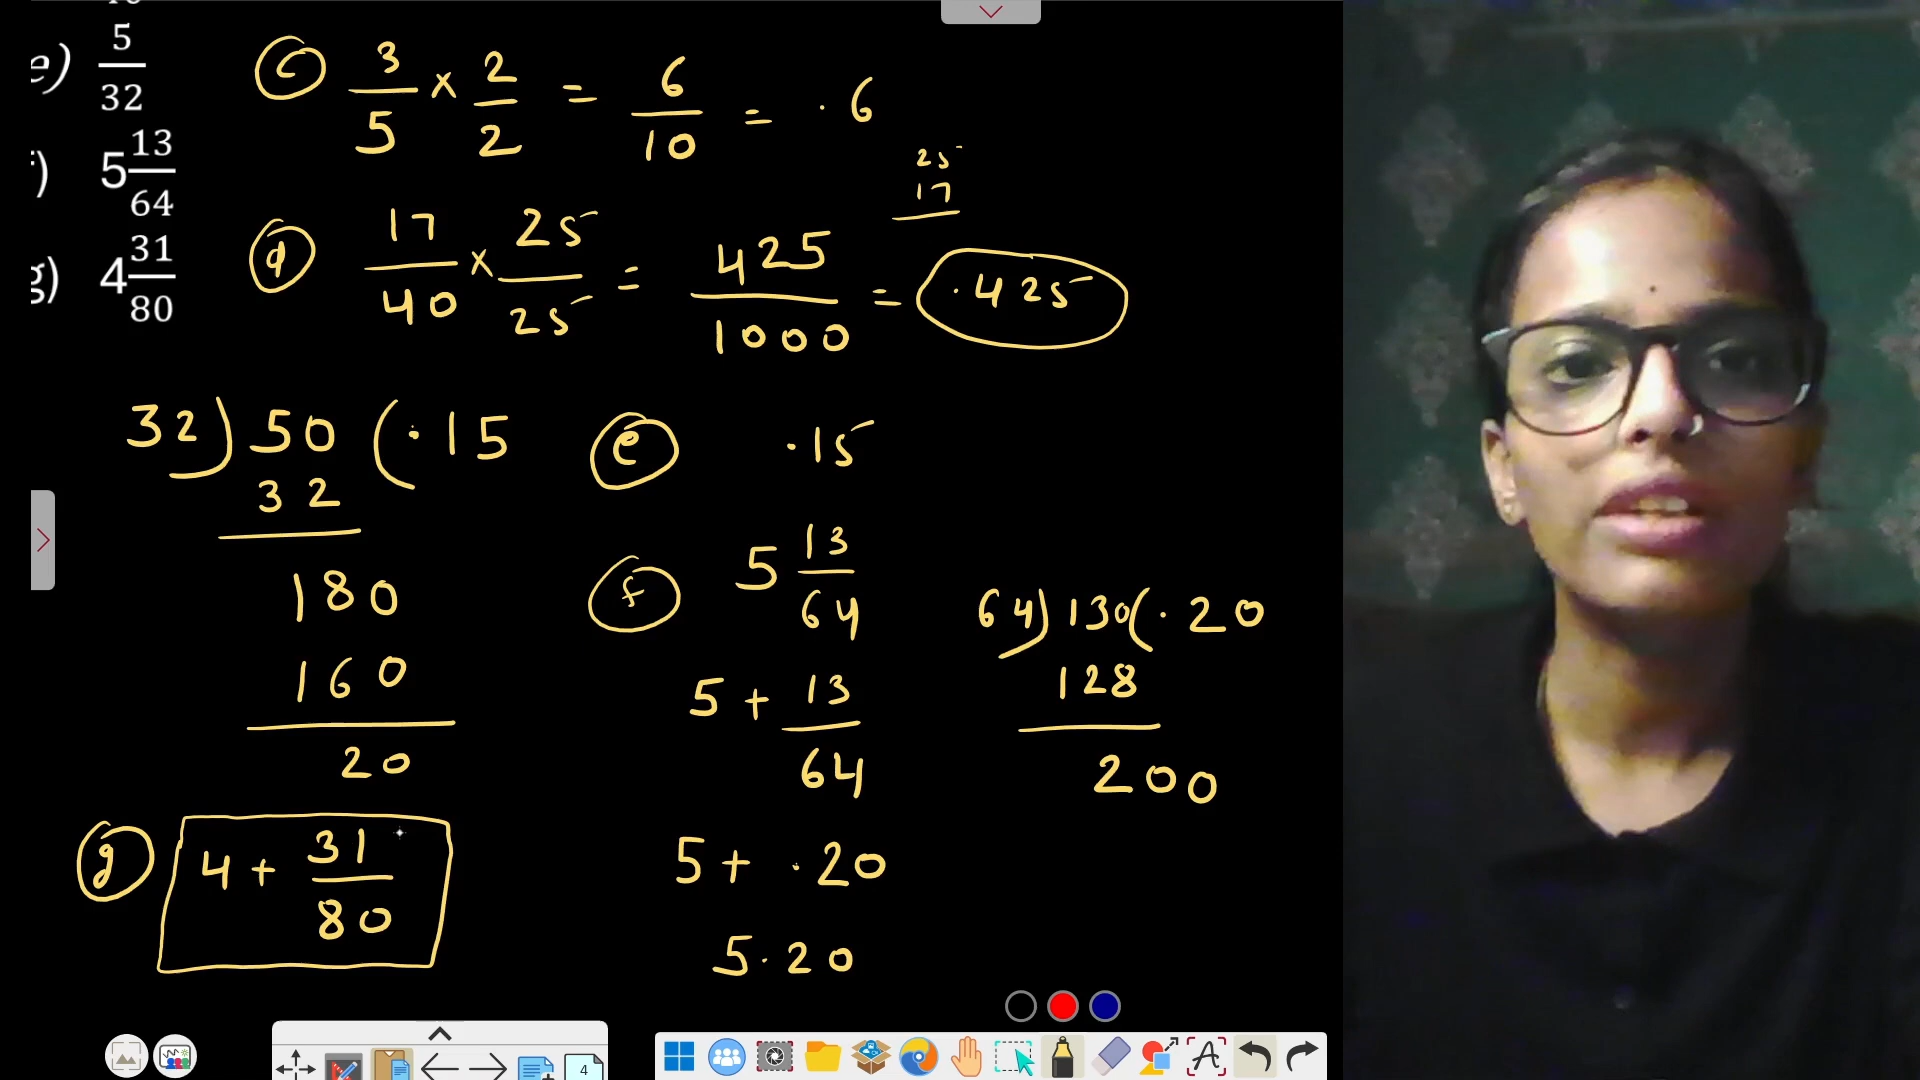 e) 5/32
) 5 13/64
g) 4 31/80
c 3/5 × 2/2 = 6/10 = .6
25
17
d 17/40 × 25/25 = 425/1000 = .425
32) 50 (.15
32
180
160
20
e .15
f 5 13/64
5 + 13/64
5 + .20
5.20
64) 130 (.20
128
200
g 4 + 31/80
4